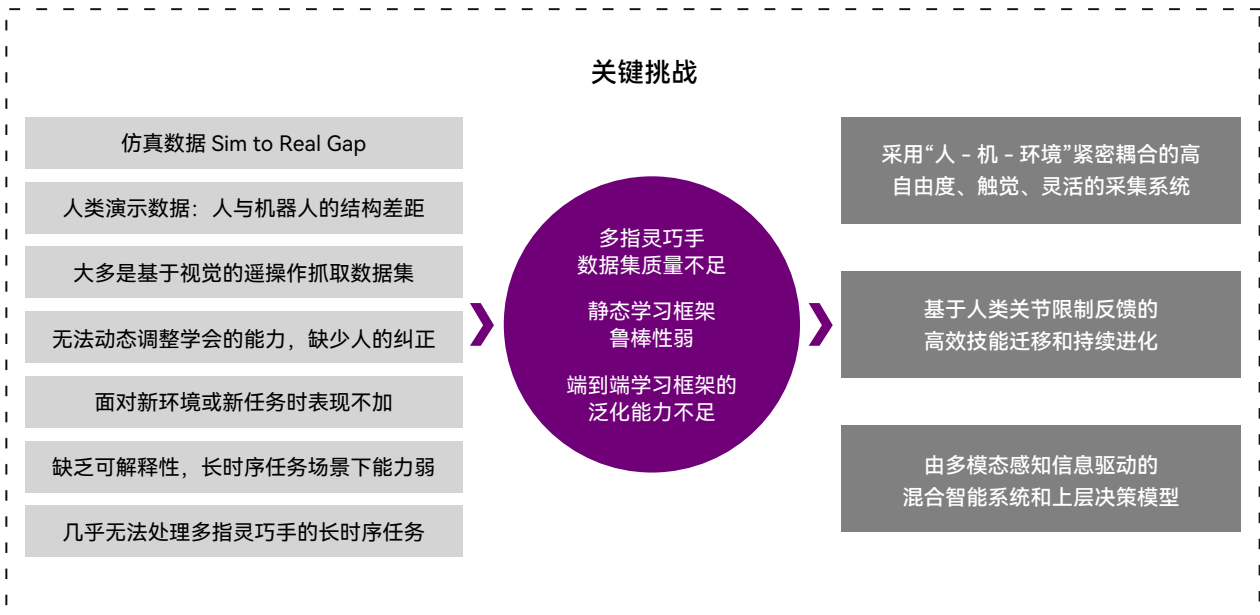 关键挑战
仿真数据 Sim to Real Gap
人类演示数据：人与机器人的结构差距
大多是基于视觉的遥操作抓取数据集
无法动态调整学会的能力，缺少人的纠正
面对新环境或新任务时表现不加
缺乏可解释性，长时序任务场景下能力弱
几乎无法处理多指灵巧手的长时序任务
多指灵巧手
数据集质量不足
静态学习框架
鲁棒性弱
端到端学习框架的
泛化能力不足
采用“人 - 机 - 环境”紧密耦合的高
自由度、触觉、灵活的采集系统
基于人类关节限制反馈的
高效技能迁移和持续进化
由多模态感知信息驱动的
混合智能系统和上层决策模型